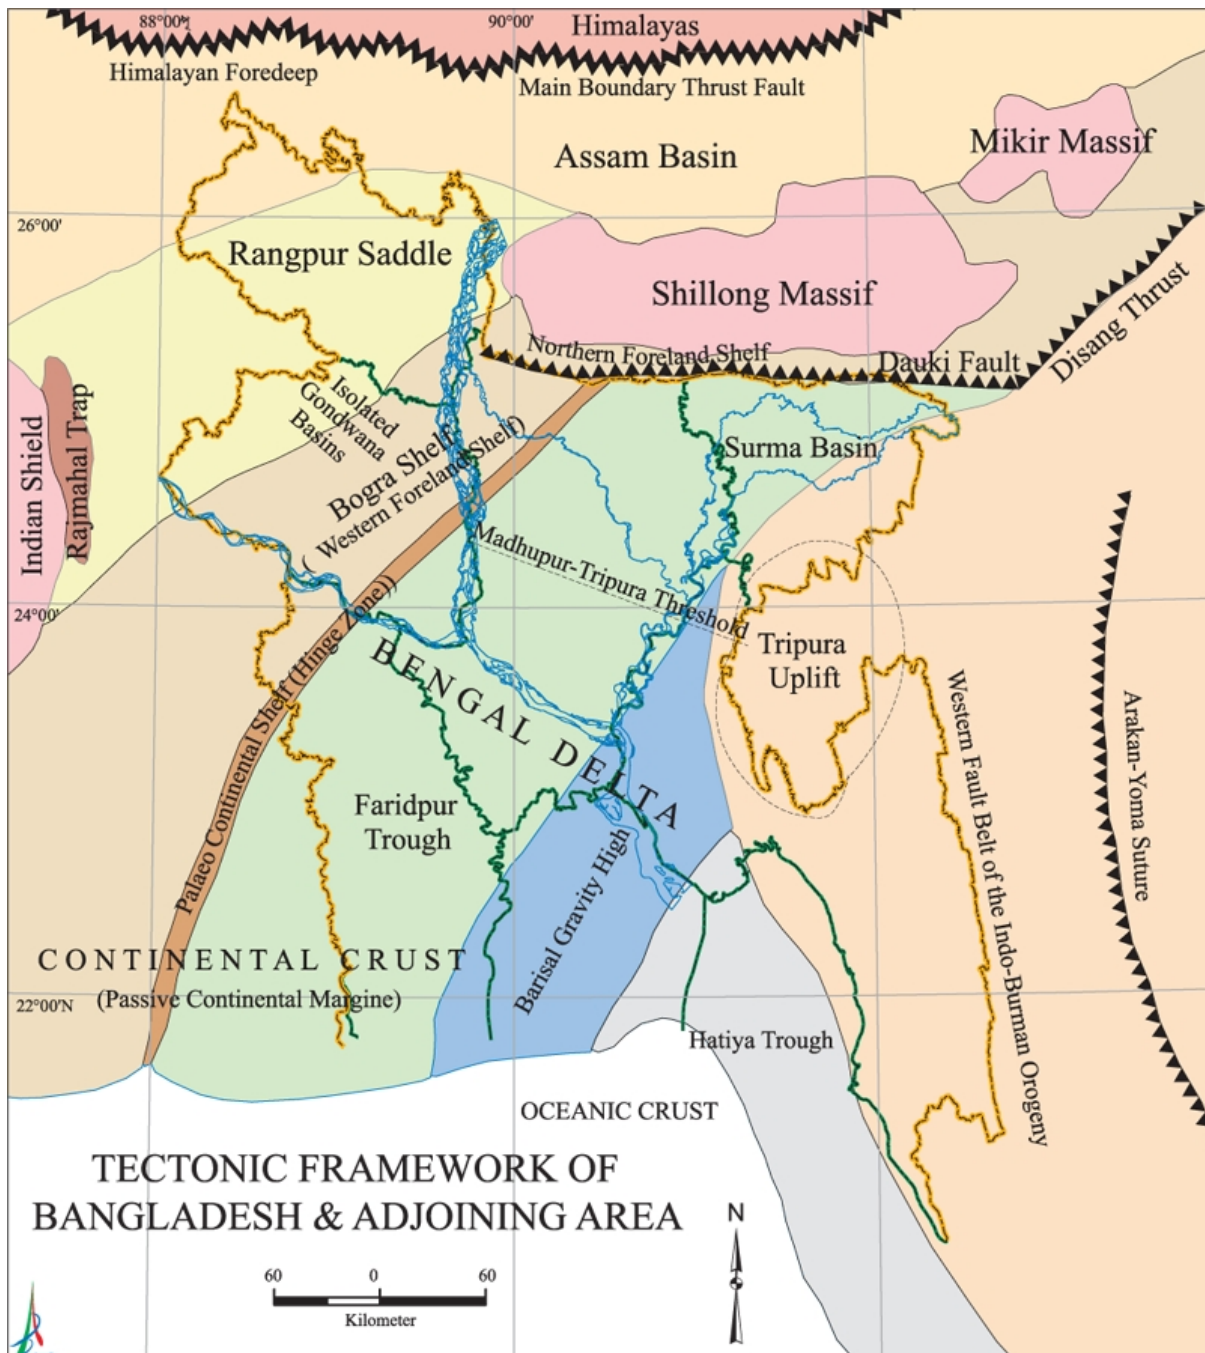 88°00'
90°00'
Himalayas
Himalayan Foredeep
Main Boundary Thrust Fault
Assam Basin
Mikir Massif
26°00'
Rangpur Saddle
Shillong Massif
Disang Thrust
Northern Foreland Shelf
Dauki Fault
Indian Shield
Rajmahal Trap
Isolated
Gondwana
Basins
Bogra Shelf
( Western Foreland Shelf)
Surma Basin
Madhupur-Tripura Threshold
24°00'
Palaeo Continental Shelf (Hinge Zone))
Tripura
Uplift
BENGAL DELTA
Western Fault Belt of the Indo-Burman Orogeny
Arakan-Yoma Suture
Faridpur
Trough
Barisal Gravity High
CONTINENTAL CRUST
(Passive Continental Margine)
22°00'N
Hatiya Trough
OCEANIC CRUST
TECTONIC FRAMEWORK OF
BANGLADESH & ADJOINING AREA
N
60 0 60
Kilometer